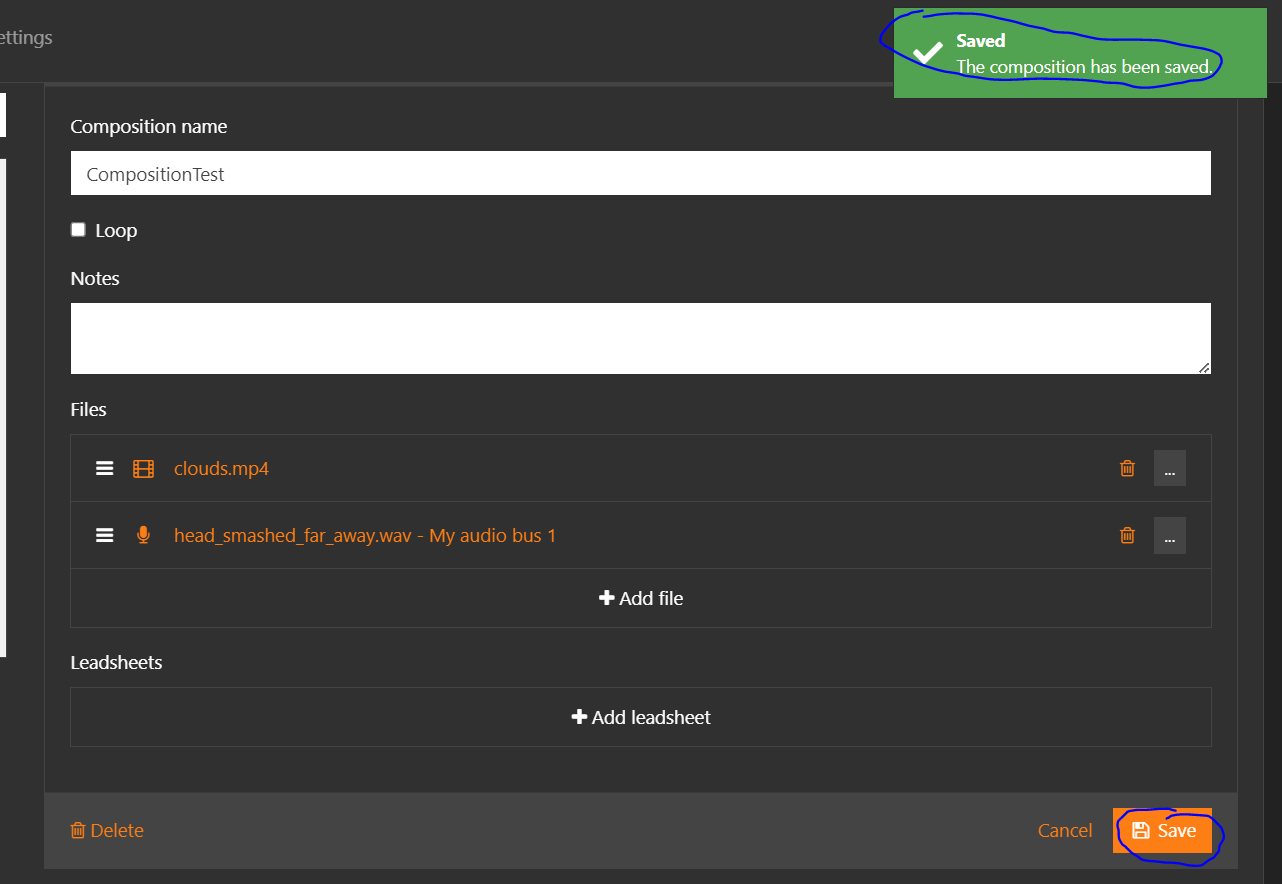 ettings
Saved
The composition has been saved.
Composition name
CompositionTest
Loop
Notes
Files
clouds.mp4
...
head_smashed_far_away.wav - My audio bus 1
...
Add file
Leadsheets
Add leadsheet
Delete
Cancel
Save